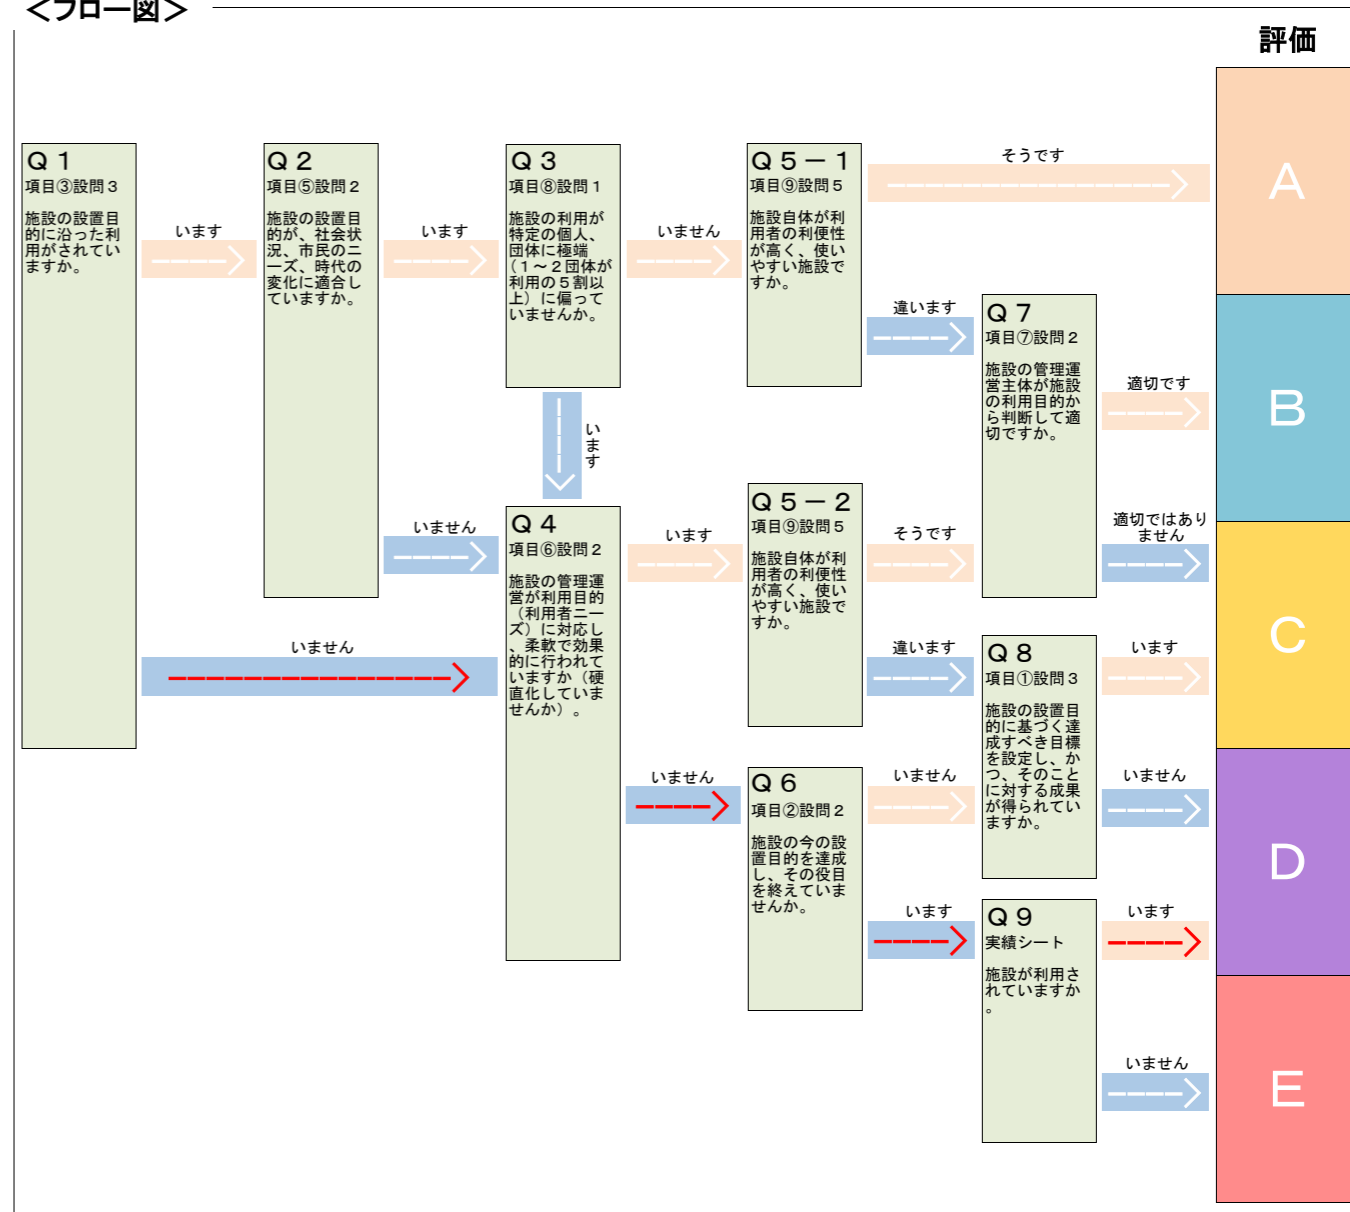 ＜フロー図＞
評価
Ｑ１
項目③設問３
施設の設置目
的に沿った利
用がされてい
ますか。
います
いません
Ｑ２
項目⑤設問２
施設の設置目
的が、社会状
況、市民のニ
ーズ、時代の
変化に適合し
ていますか。
います
いません
Ｑ３
項目⑧設問１
施設の利用が
特定の個人、
団体に極端
（１～２団体が
利用の５割以
上）に偏って
いませんか。
いません
います
Ｑ４
項目⑥設問２
施設の管理運
営が利用目的
（利用者ニー
ズ）に対応し
、柔軟で効果
的に行われて
いますか（硬
直化していま
せんか）。
います
いません
Ｑ５－１
項目⑨設問５
施設自体が利
用者の利便性
が高く、使い
やすい施設で
すか。
そうです
違います
Ｑ５－２
項目⑨設問５
施設自体が利
用者の利便性
が高く、使い
やすい施設で
すか。
そうです
違います
Ｑ６
項目②設問２
施設の今の設
置目的を達成
し、その役目
を終えていま
せんか。
いません
います
Ｑ７
項目⑦設問２
施設の管理運
営主体が施設
の利用目的か
ら判断して適
切ですか。
適切です
適切ではあり
ません
Ｑ８
項目①設問３
施設の設置目
的に基づく達
成すべき目標
を設定し、か
つ、そのこと
に対する成果
が得られてい
ますか。
います
いません
Ｑ９
実績シート
施設が利用さ
れていますか
。
います
いません
Ａ
Ｂ
Ｃ
Ｄ
Ｅ